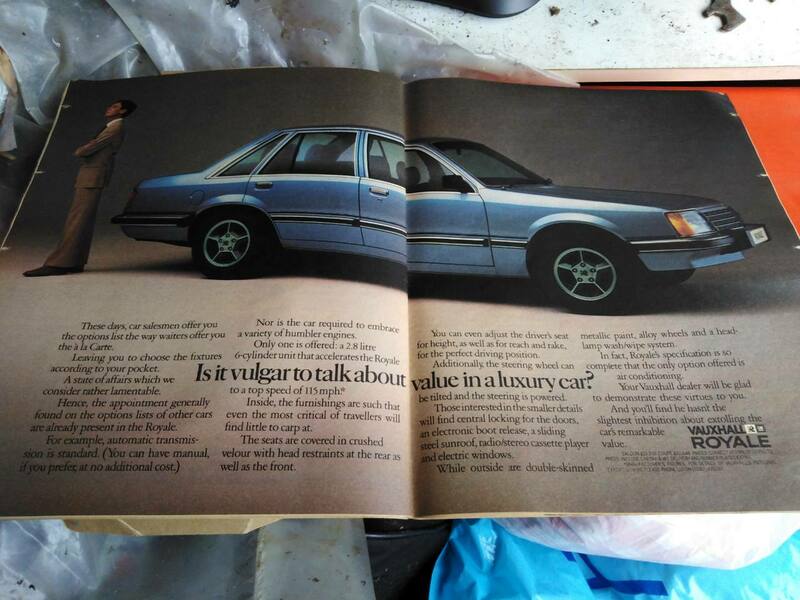 Is it vulgar to talk about value in a luxury car?
These days, car salesmen offer you
the options list the way waiters offer you
the à la Carte.
Leaving you to choose the fixtures
according to your pocket.
A state of affairs which we
consider rather lamentable.
Hence, the appointment generally
found on the options lists of other cars
are already present in the Royale.
For example, automatic transmis-
sion is standard. (You can have manual,
if you prefer, at no additional cost.)
Nor is the car required to embrace
a variety of humbler engines.
Only one is offered: a 2.8 litre
6-cylinder unit that accelerates the Royale
to a top speed of 115 mph.*
Inside, the furnishings are such that
even the most critical of travellers will
find little to carp at.
The seats are covered in crushed
velour with head restraints at the rear as
well as the front.
You can even adjust the driver's seat
for height, as well as for reach and rake,
for the perfect driving position.
Additionally, the steering wheel can
be tilted and the steering is powered.
Those interested in the smaller details
will find central locking for the doors,
an electronic boot release, a sliding
steel sunroof, radio/stereo cassette player
and electric windows.
While outside are double-skinned
metallic paint, alloy wheels and a head-
lamp wash/wipe system.
In fact, Royale's specification is so
complete that the only option offered is
air conditioning.
Your Vauxhall dealer will be glad
to demonstrate these virtues to you.
And you'll find he hasn't the
slightest inhibition about extolling the
car's remarkable
value.
VAUXHALL
ROYALE